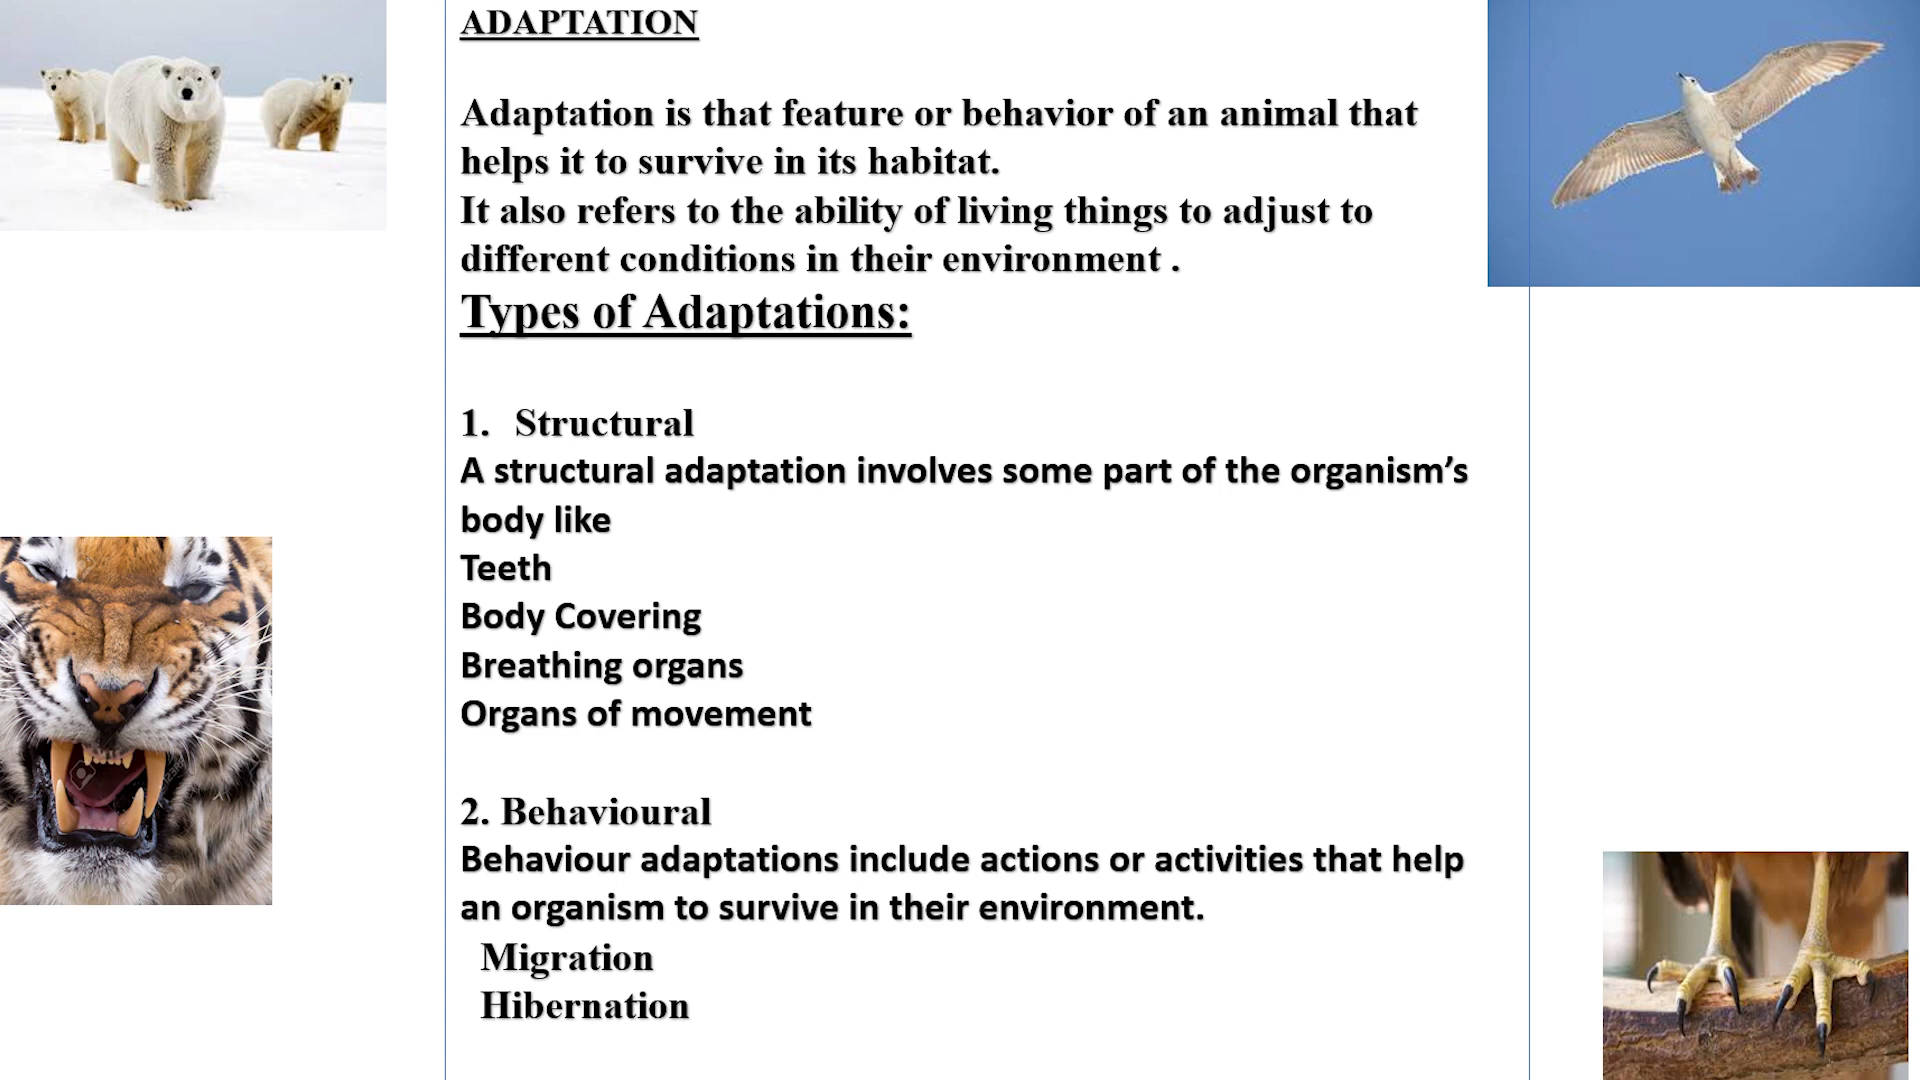 ADAPTATION
Adaptation is that feature or behavior of an animal that
helps it to survive in its habitat.
It also refers to the ability of living things to adjust to
different conditions in their environment .
Types of Adaptations:
1. Structural
A structural adaptation involves some part of the organism’s
body like
Teeth
Body Covering
Breathing organs
Organs of movement
2. Behavioural
Behaviour adaptations include actions or activities that help
an organism to survive in their environment.
Migration
Hibernation